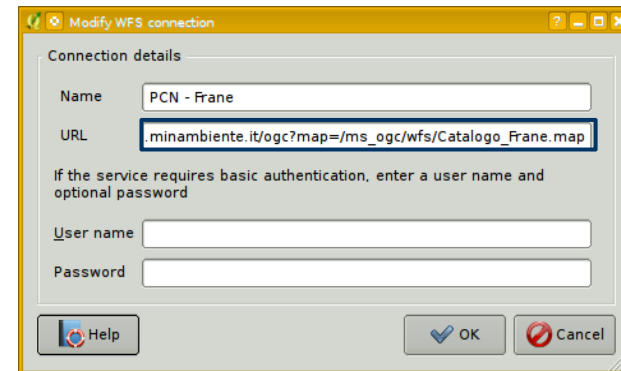 Modify WFS connection
Connection details
Name PCN - Frane
URL .minambiente.it/ogc?map=/ms_ogc/wfs/Catalogo_Frane.map
If the service requires basic authentication, enter a user name and
optional password
User name
Password
Help OK Cancel